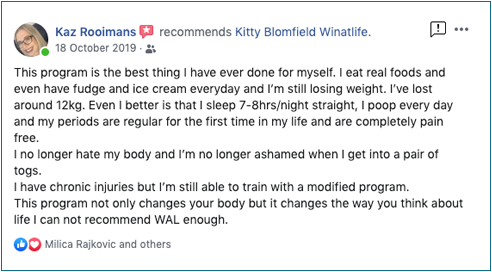 Kaz Rooimans recommends Kitty Blomfield Winatlife.
18 October 2019 ·
This program is the best thing I have ever done for myself. I eat real foods and
even have fudge and ice cream everyday and I'm still losing weight. I've lost
around 12kg. Even I better is that I sleep 7-8hrs/night straight, I poop every day
and my periods are regular for the first time in my life and are completely pain
free.
I no longer hate my body and I'm no longer ashamed when I get into a pair of
togs.
I have chronic injuries but I'm still able to train with a modified program.
This program not only changes your body but it changes the way you think about
life I can not recommend WAL enough.
Milica Rajkovic and others